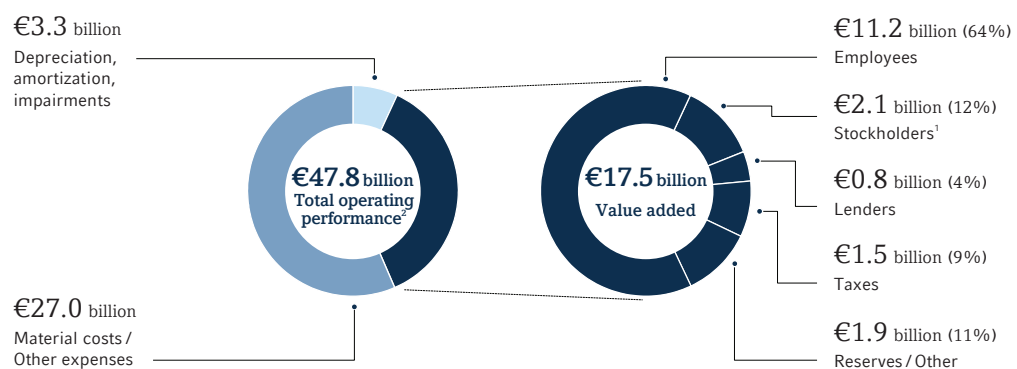 €3.3 billion
Depreciation,
amortization,
impairments
€27.0 billion
Material costs / 
Other expenses
€47.8 billion
Total operating
performance²
€17.5 billion
Value added
€11.2 billion (64%)
Employees
€2.1 billion (12%)
Stockholders¹
€0.8 billion (4%)
Lenders
€1.5 billion (9%)
Taxes
€1.9 billion (11%)
Reserves / Other